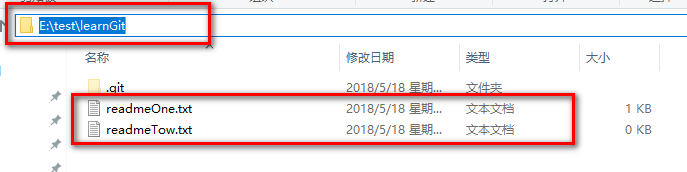 E:\test\learnGit
名称 修改日期 类型 大小
.git 2018/5/18 星期... 文件夹
readmeOne.txt 2018/5/18 星期... 文本文档 1 KB
readmeTow.txt 2018/5/18 星期... 文本文档 0 KB